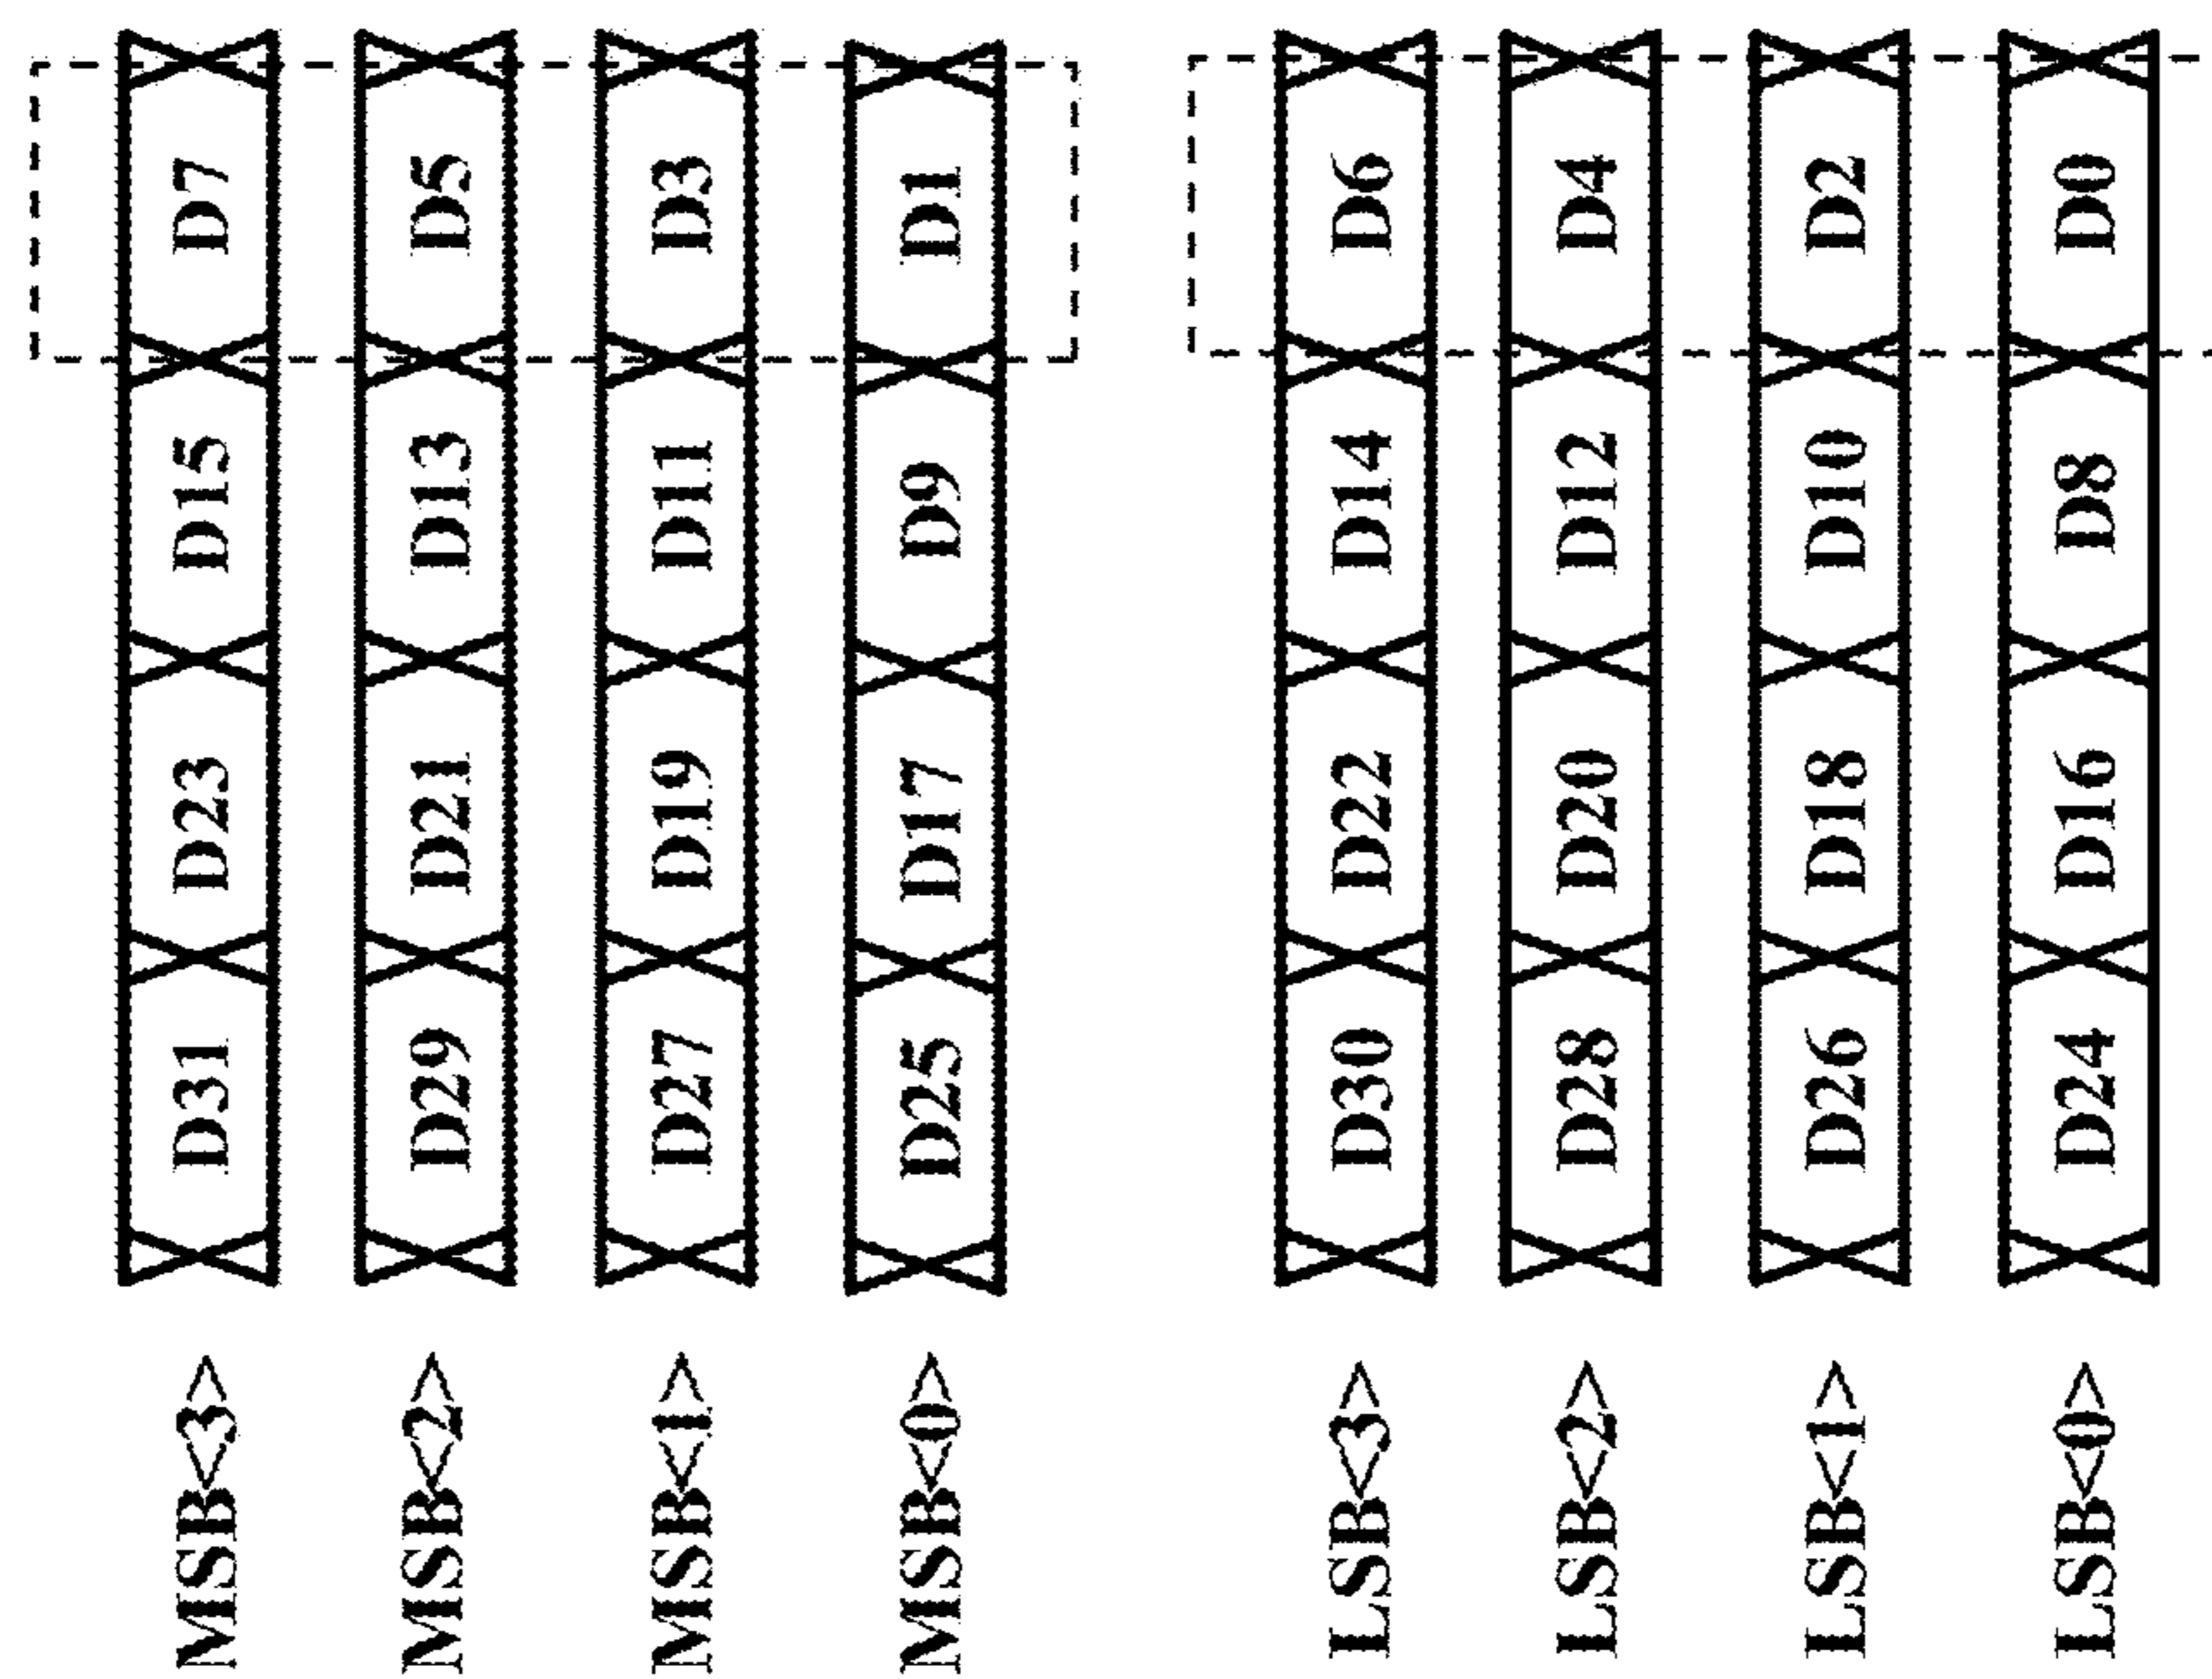 MSB<3> D31 D23 D15 D7
MSB<2> D29 D21 D13 D5
MSB<1> D27 D19 D11 D3
MSB<0> D25 D17 D9 D1
LSB<3> D30 D22 D14 D6
LSB<2> D28 D20 D12 D4
LSB<1> D26 D18 D10 D2
LSB<0> D24 D16 D8 D0